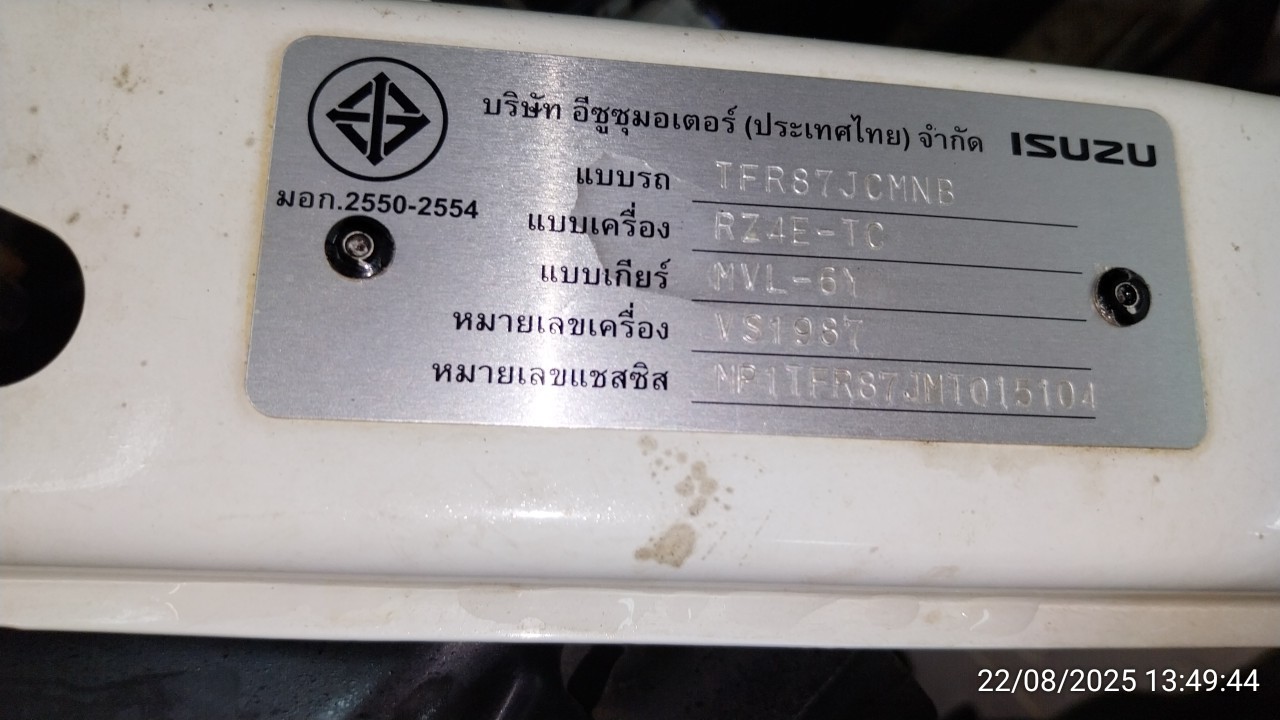 บริษัท อีซูซุมอเตอร์ (ประเทศไทย) จำกัด ISUZU
มอก.2550-2554
แบบรถ TFR87JCMNB
แบบเครื่อง RZ4E-TC
แบบเกียร์ MVL-6Y
หมายเลขเครื่อง VS1987
หมายเลขแชสซิส MP1TFR87JMT015104
22/08/2025 13:49:44